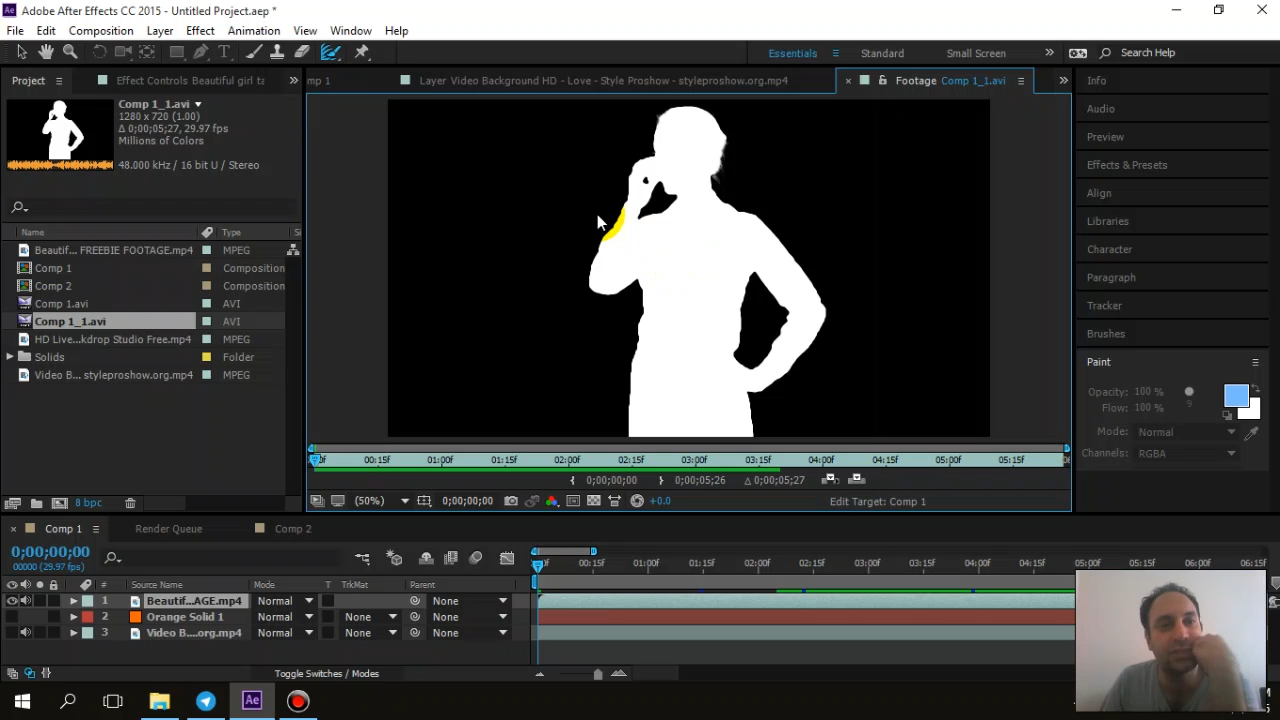 Adobe After Effects CC 2015 - Untitled Project.aep *
File Edit Composition Layer Effect Animation View Window Help
Essentials Standard Small Screen Search Help
Project Effect Controls Beautiful girl ta
mp 1 Layer Video Background HD - Love - Style Proshow - styleproshow.org.mp4 Footage Comp 1_1.avi
Comp 1_1.avi
1280 x 720 (1.00)
Δ 0;00;05;27, 29.97 fps)
Millions of Colors
48.000 kHz / 16 bit U / Stereo
Name Type Si
Beautif... FREEBIE FOOTAGE.mp4 MPEG
Comp 1 Composition
Comp 2 Composition
Comp 1.avi AVI
Comp 1_1.avi AVI
HD Live...kdrop Studio Free.mp4 MPEG
Solids Folder
Video B... styleproshow.org.mp4 MPEG
8 bpc
00:15f 01:00f 01:15f 02:00f 02:15f 03:00f 03:15f 04:00f 04:15f 05:00f 05:15f
0;00;00;00 0;00;05;26 Δ 0;00;05;27
(50%) 0;00;00;00 +0.0 Edit Target: Comp 1
Info
Audio
Preview
Effects & Presets
Align
Libraries
Character
Paragraph
Tracker
Brushes
Paint
Opacity: 100 %
Flow: 100 %
9
Mode: Normal
Channels: RGBA
Comp 1 Render Queue Comp 2
0;00;00;00
00000 (29.97 fps)
00:15f 01:00f 01:15f 02:00f 02:15f 03:00f 03:15f 04:00f 04:15f 05:00f 05:15f 06:00f 06:15f
# Source Name Mode T TrkMat Parent
1 Beautif...AGE.mp4 Normal None
2 Orange Solid 1 Normal None None
3 Video B....org.mp4 Normal None None
Toggle Switches / Modes
Ae